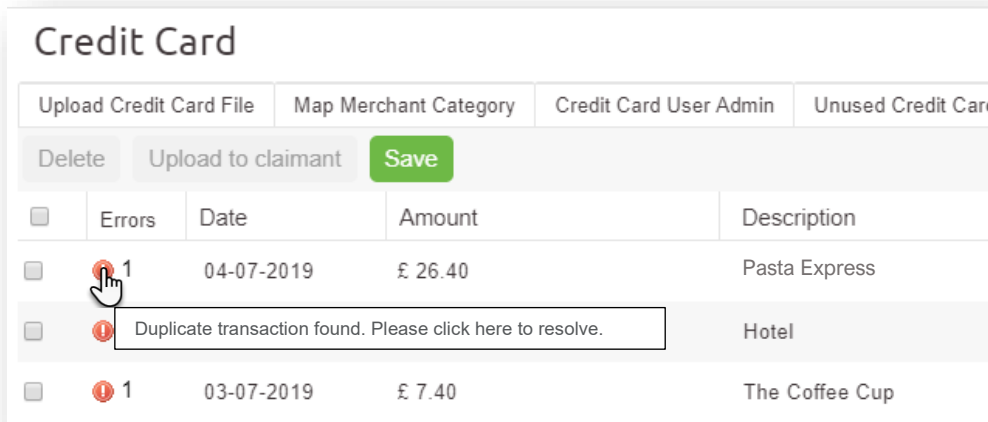 Credit Card
Upload Credit Card File Map Merchant Category Credit Card User Admin Unused Credit Car
Delete Upload to claimant Save
Errors Date Amount Description
1 04-07-2019 £ 26.40 Pasta Express
Duplicate transaction found. Please click here to resolve. Hotel
1 03-07-2019 £ 7.40 The Coffee Cup